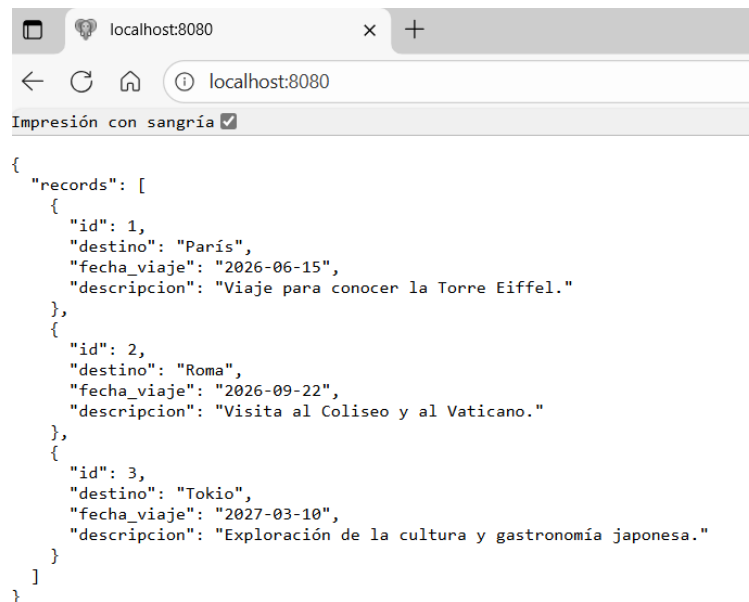 localhost:8080
localhost:8080
Impresión con sangría
{
  "records": [
    {
      "id": 1,
      "destino": "París",
      "fecha_viaje": "2026-06-15",
      "descripcion": "Viaje para conocer la Torre Eiffel."
    },
    {
      "id": 2,
      "destino": "Roma",
      "fecha_viaje": "2026-09-22",
      "descripcion": "Visita al Coliseo y al Vaticano."
    },
    {
      "id": 3,
      "destino": "Tokio",
      "fecha_viaje": "2027-03-10",
      "descripcion": "Exploración de la cultura y gastronomía japonesa."
    }
  ]
}